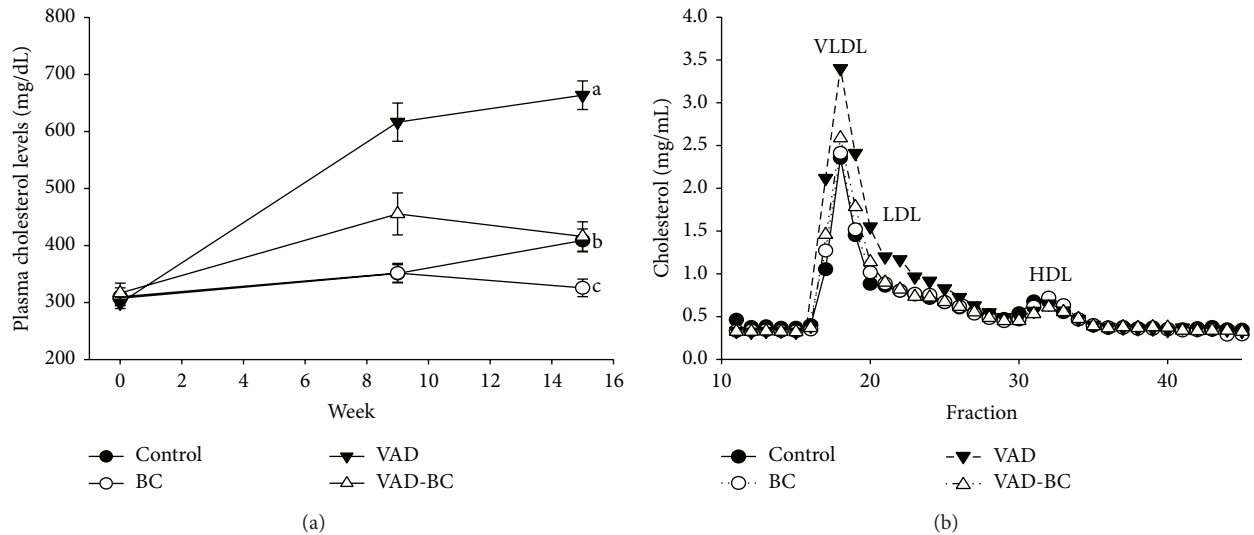 800
700
600
500
400
300
200
Plasma cholesterol levels (mg/dL)
a
b
c
0 2 4 6 8 10 12 14 16
Week
Control
BC
VAD
VAD-BC
(a)
4.0
3.5
3.0
2.5
2.0
1.5
1.0
0.5
0.0
Cholesterol (mg/mL)
VLDL
LDL
HDL
10 20 30 40
Fraction
Control
BC
VAD
VAD-BC
(b)